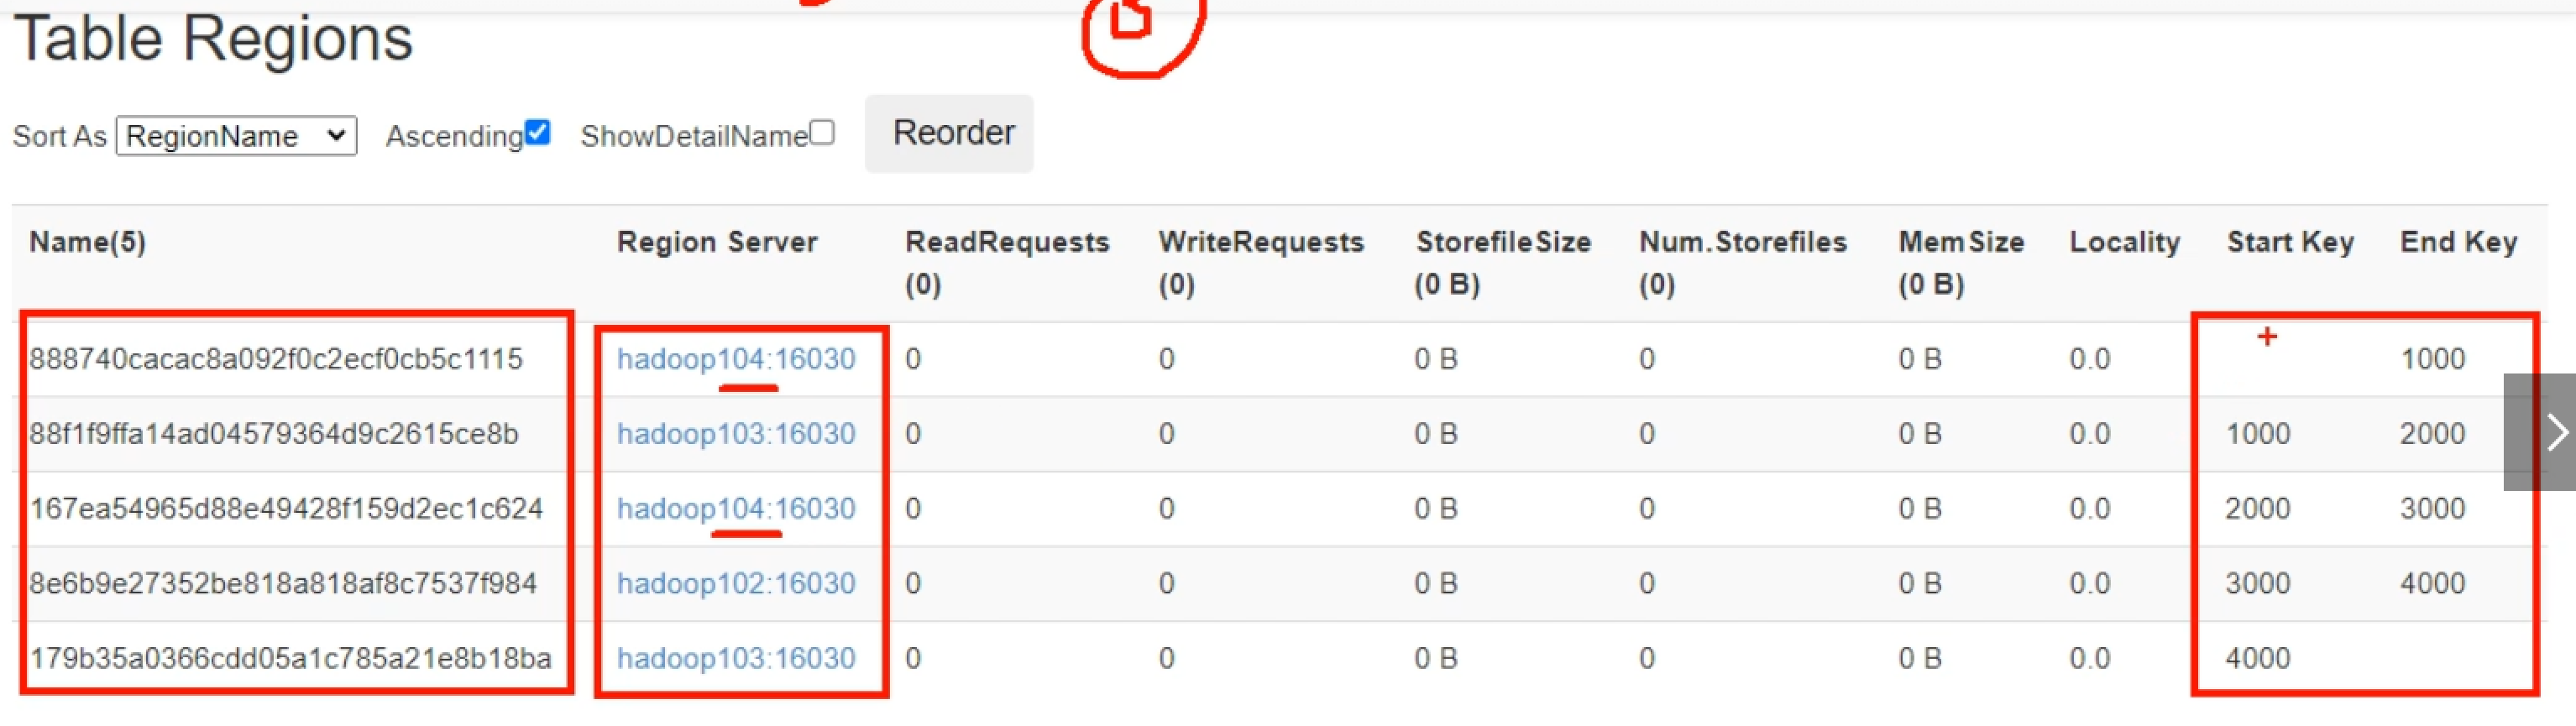 Table Regions
Sort As RegionName Ascending ShowDetailName Reorder
Name(5) Region Server ReadRequests (0) WriteRequests (0) StorefileSize (0 B) Num.Storefiles (0) MemSize (0 B) Locality Start Key End Key
888740cacac8a092f0c2ecf0cb5c1115 hadoop104:16030 0 0 0 B 0 0 B 0.0 1000
88f1f9ffa14ad04579364d9c2615ce8b hadoop103:16030 0 0 0 B 0 0 B 0.0 1000 2000
167ea54965d88e49428f159d2ec1c624 hadoop104:16030 0 0 0 B 0 0 B 0.0 2000 3000
8e6b9e27352be818a818af8c7537f984 hadoop102:16030 0 0 0 B 0 0 B 0.0 3000 4000
179b35a0366cdd05a1c785a21e8b18ba hadoop103:16030 0 0 0 B 0 0 B 0.0 4000